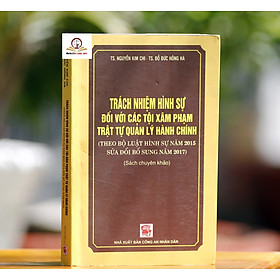 TS. NGUYỄN KIM CHI - TS. ĐỖ ĐỨC HỒNG HÀ
TRÁCH NHIỆM HÌNH SỰ
ĐỐI VỚI CÁC TỘI XÂM PHẠM
TRẬT TỰ QUẢN LÝ HÀNH CHÍNH
(THEO BỘ LUẬT HÌNH SỰ NĂM 2015
SỬA ĐỔI BỔ SUNG NĂM 2017)
(Sách chuyên khảo)
NHÀ XUẤT BẢN CÔNG AN NHÂN DÂN